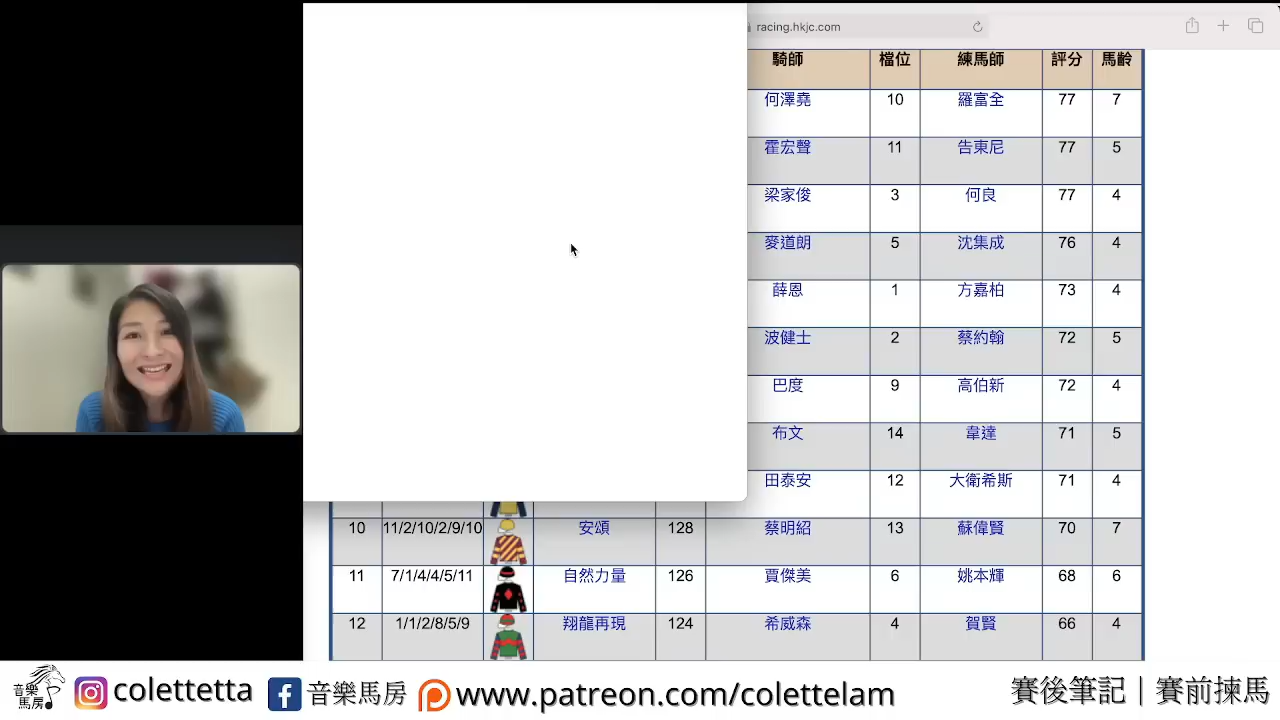 racing.hkjc.com
騎師 檔位 練馬師 評分 馬齡
何澤堯 10 羅富全 77 7
霍宏聲 11 告東尼 77 5
梁家俊 3 何良 77 4
麥道朗 5 沈集成 76 4
薛恩 1 方嘉柏 73 4
波健士 2 蔡約翰 72 5
巴度 9 高伯新 72 4
布文 14 韋達 71 5
田泰安 12 大衛希斯 71 4
10 11/2/10/2/9/10 安頌 128 蔡明紹 13 蘇偉賢 70 7
11 7/1/4/4/5/11 自然力量 126 賈傑美 6 姚本輝 68 6
12 1/1/2/8/5/9 翔龍再現 124 希威森 4 賀賢 66 4
音樂馬房 colettetta 音樂馬房 www.patreon.com/colettelam 賽後筆記｜賽前揀馬